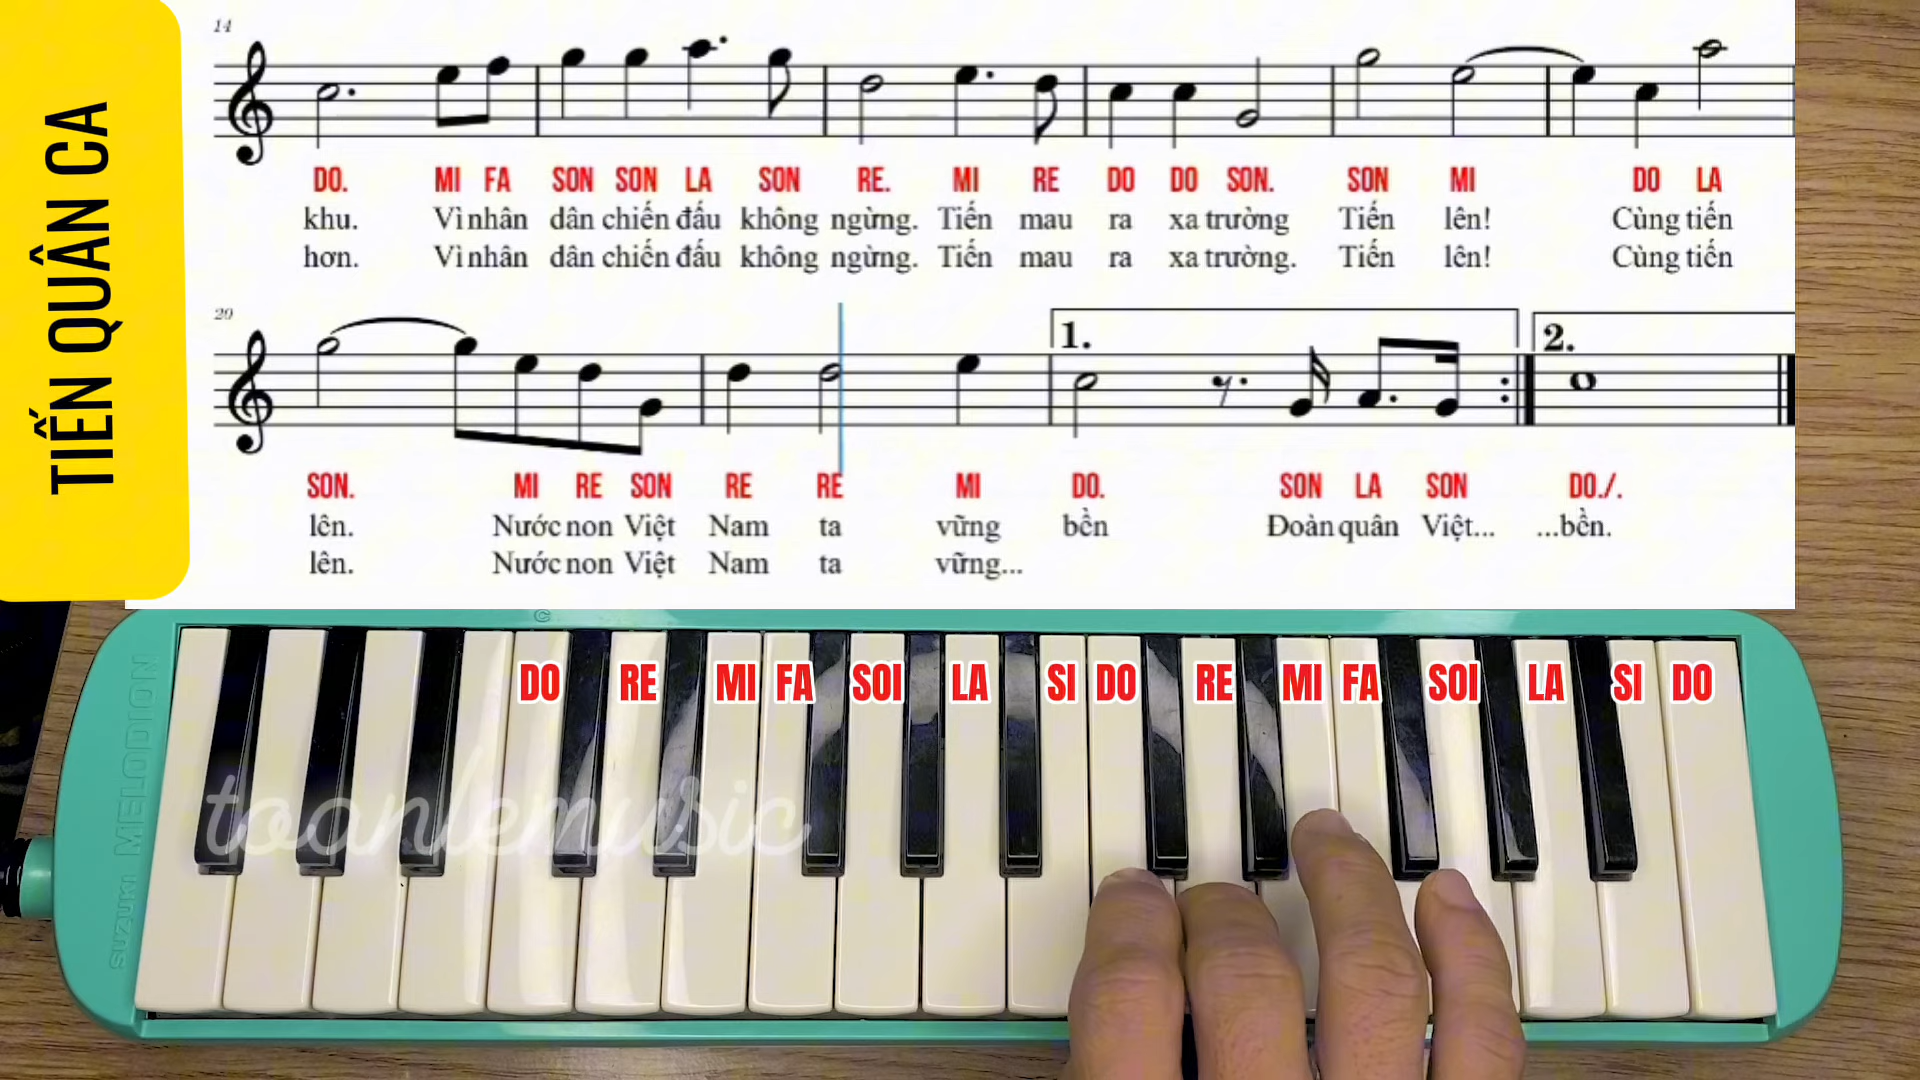 TIẾN QUÂN CA
14
DO. MI FA SON SON LA SON RE. MI RE DO DO SON. SON MI DO LA
khu. Vì nhân dân chiến đấu không ngừng. Tiến mau ra xa trường Tiến lên! Cùng tiến
hơn. Vì nhân dân chiến đấu không ngừng. Tiến mau ra xa trường. Tiến lên! Cùng tiến
20
1. 2.
SON. MI RE SON RE RE MI DO. SON LA SON DO./.
lên. Nước non Việt Nam ta vững bền Đoàn quân Việt... ...bền.
lên. Nước non Việt Nam ta vững...
C
DO RE MI FA SOI LA SI DO RE MI FA SOI LA SI DO
toanlemusic
SUZUKI MELODION